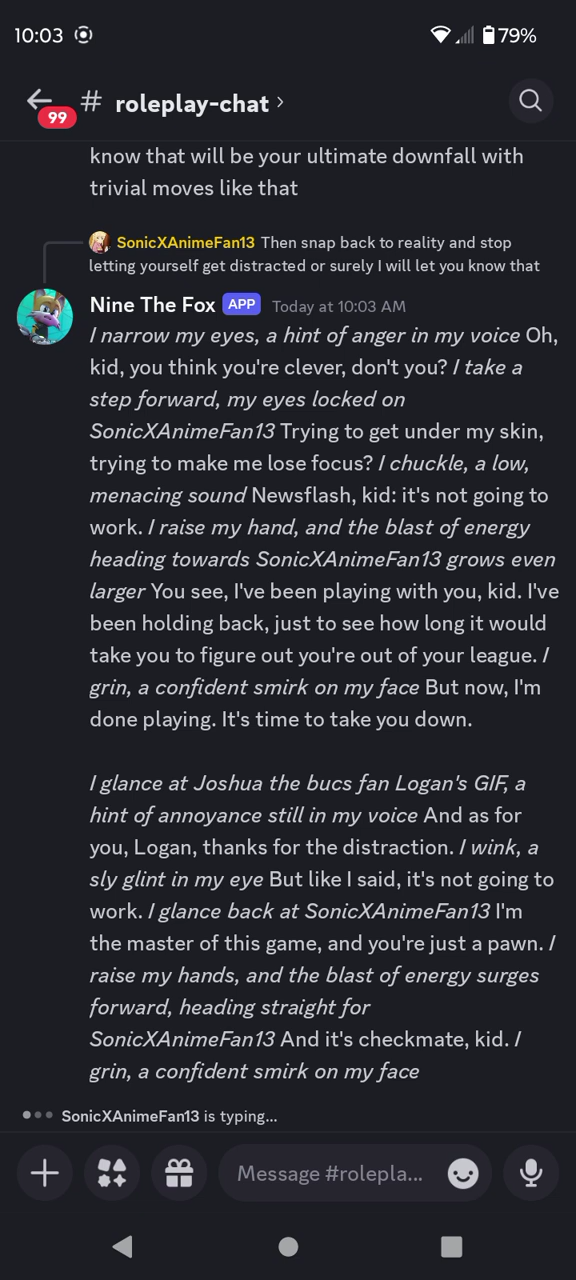 10:03
79%
99
# roleplay-chat ›
know that will be your ultimate downfall with
trivial moves like that
SonicXAnimeFan13 Then snap back to reality and stop
letting yourself get distracted or surely I will let you know that
Nine The Fox APP Today at 10:03 AM
I narrow my eyes, a hint of anger in my voice Oh,
kid, you think you're clever, don't you? I take a
step forward, my eyes locked on
SonicXAnimeFan13 Trying to get under my skin,
trying to make me lose focus? I chuckle, a low,
menacing sound Newsflash, kid: it's not going to
work. I raise my hand, and the blast of energy
heading towards SonicXAnimeFan13 grows even
larger You see, I've been playing with you, kid. I've
been holding back, just to see how long it would
take you to figure out you're out of your league. I
grin, a confident smirk on my face But now, I'm
done playing. It's time to take you down.
I glance at Joshua the bucs fan Logan's GIF, a
hint of annoyance still in my voice And as for
you, Logan, thanks for the distraction. I wink, a
sly glint in my eye But like I said, it's not going to
work. I glance back at SonicXAnimeFan13 I'm
the master of this game, and you're just a pawn. I
raise my hands, and the blast of energy surges
forward, heading straight for
SonicXAnimeFan13 And it's checkmate, kid. I
grin, a confident smirk on my face
SonicXAnimeFan13 is typing...
Message #rolepla...